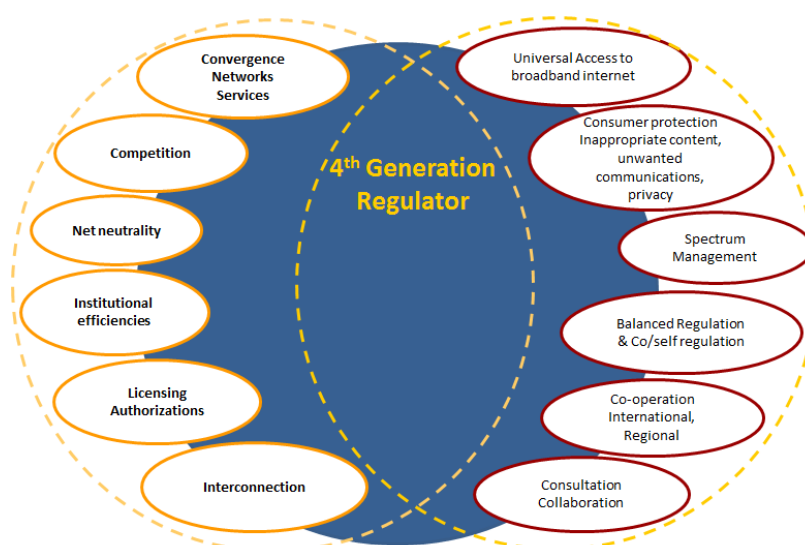 Convergence
Networks
Services
Competition
Net neutrality
Institutional
efficiencies
Licensing
Authorizations
Interconnection
4th Generation
Regulator
Universal Access to
broadband internet
Consumer protection
Inappropriate content,
unwanted
communications,
privacy
Spectrum
Management
Balanced Regulation
& Co/self regulation
Co-operation
International,
Regional
Consultation
Collaboration